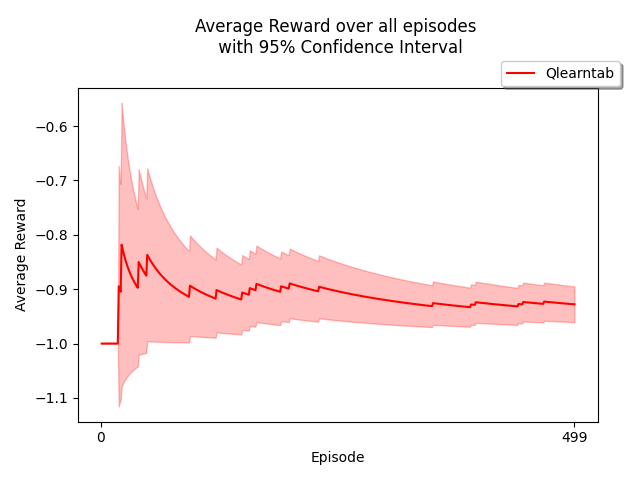 Average Reward over all episodes
with 95% Confidence Interval
Qlearntab
−0.6
−0.7
−0.8
−0.9
−1.0
−1.1
Average Reward
0
499
Episode